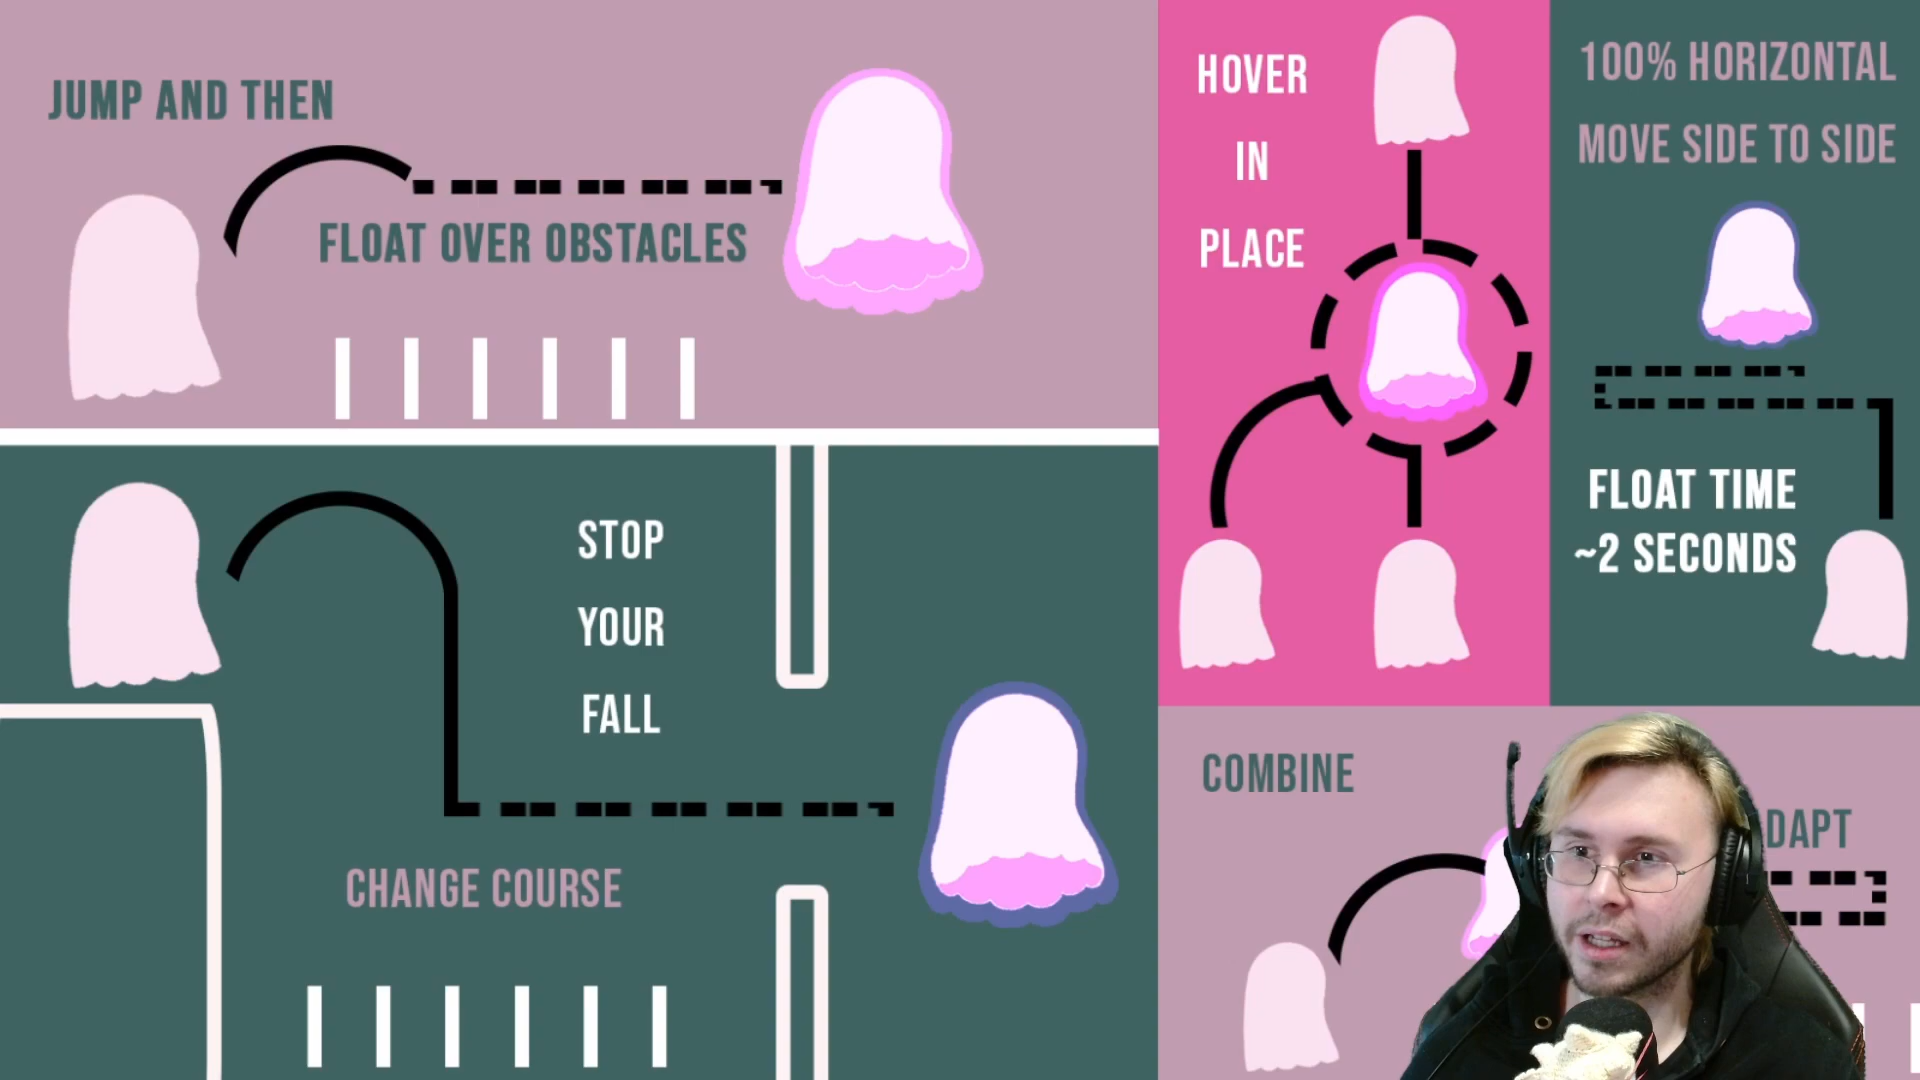 JUMP AND THEN
FLOAT OVER OBSTACLES
STOP
YOUR
FALL
CHANGE COURSE
HOVER
IN
PLACE
100% HORIZONTAL
MOVE SIDE TO SIDE
FLOAT TIME
~2 SECONDS
COMBINE
DAPT